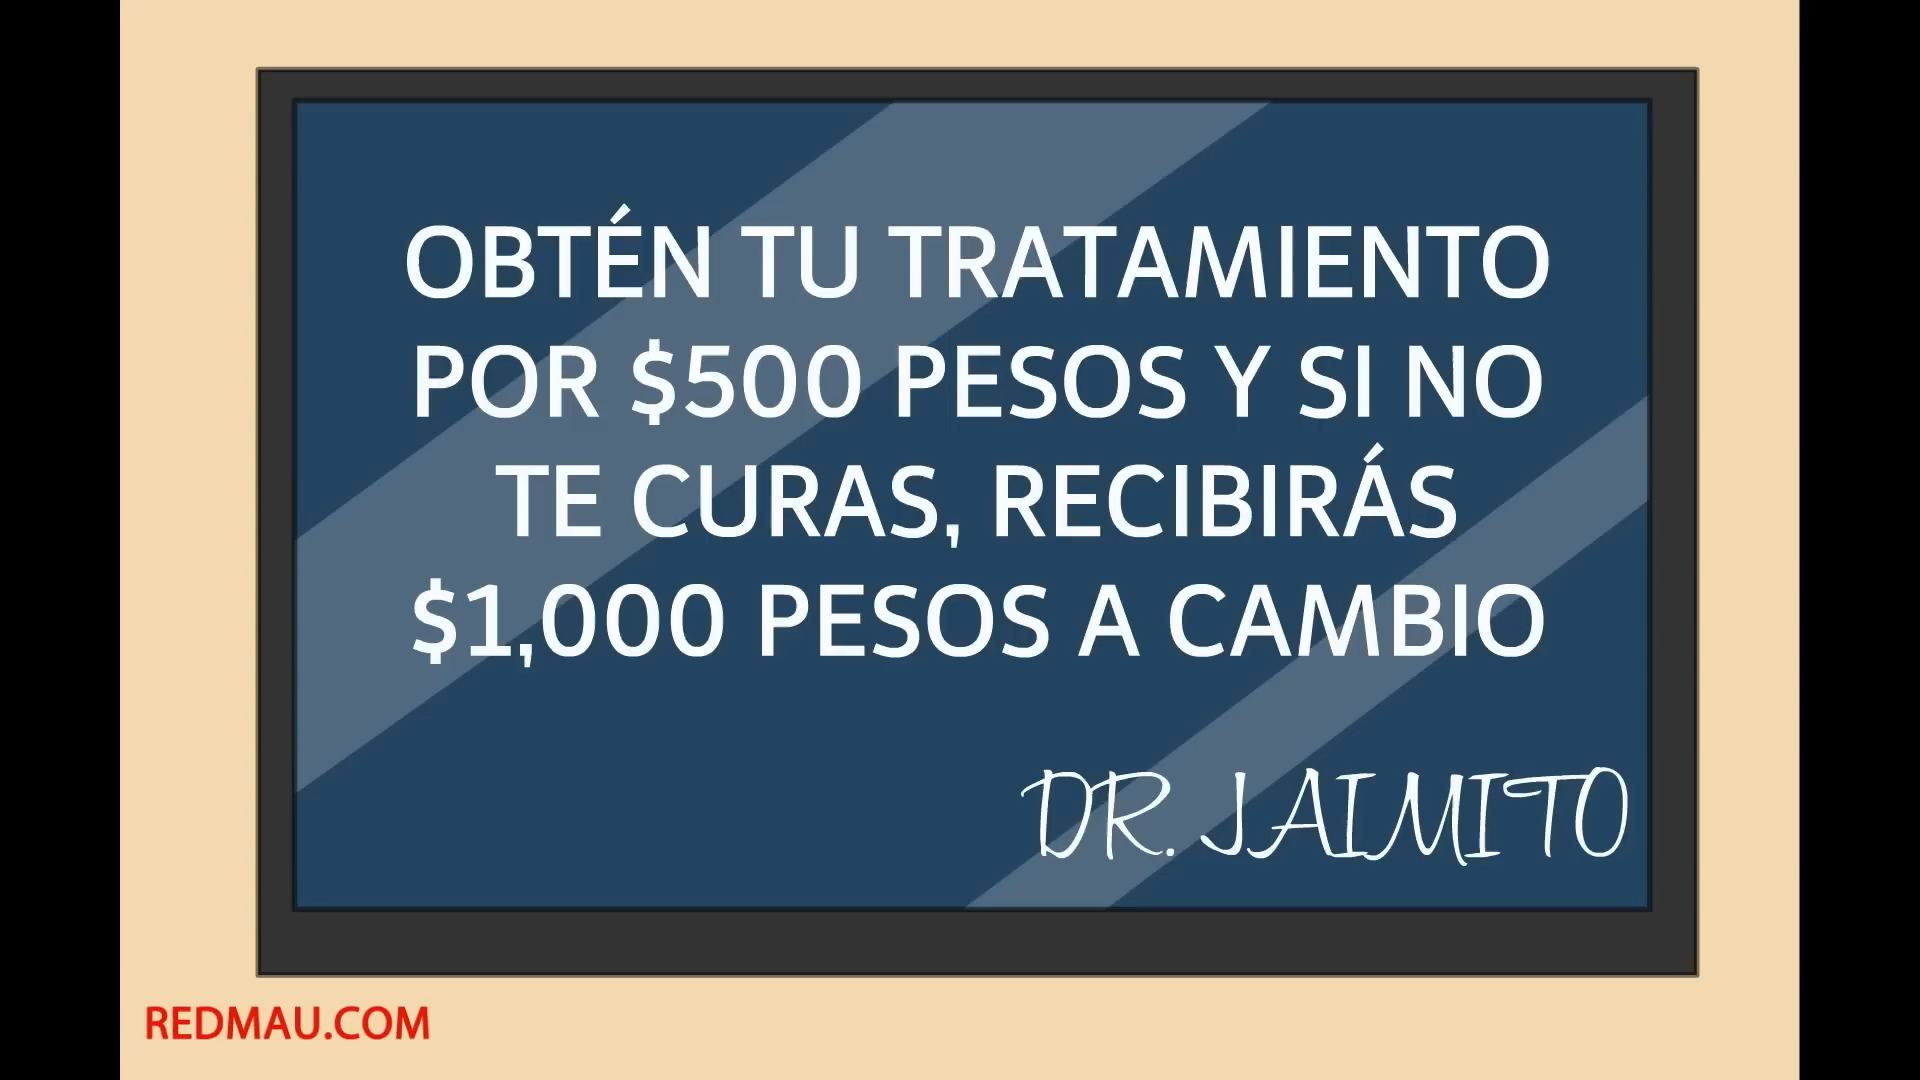 OBTÉN TU TRATAMIENTO
POR $500 PESOS Y SI NO
TE CURAS, RECIBIRÁS
$1,000 PESOS A CAMBIO
DR. JAIMITO
REDMAU.COM